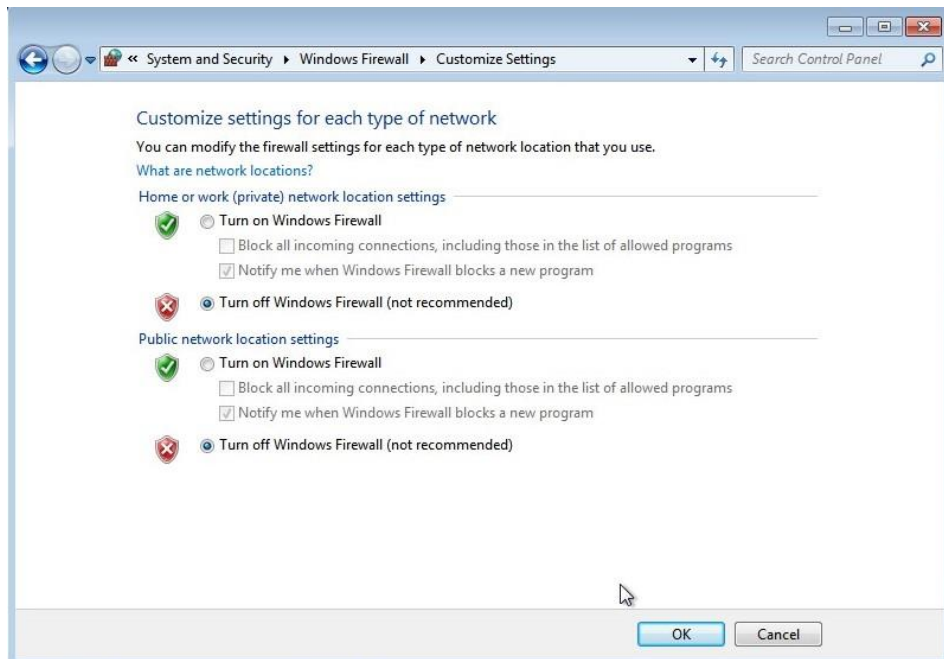 « System and Security ▸ Windows Firewall ▸ Customize Settings
Search Control Panel
Customize settings for each type of network
You can modify the firewall settings for each type of network location that you use.
What are network locations?
Home or work (private) network location settings
Turn on Windows Firewall
Block all incoming connections, including those in the list of allowed programs
Notify me when Windows Firewall blocks a new program
Turn off Windows Firewall (not recommended)
Public network location settings
Turn on Windows Firewall
Block all incoming connections, including those in the list of allowed programs
Notify me when Windows Firewall blocks a new program
Turn off Windows Firewall (not recommended)
OK
Cancel